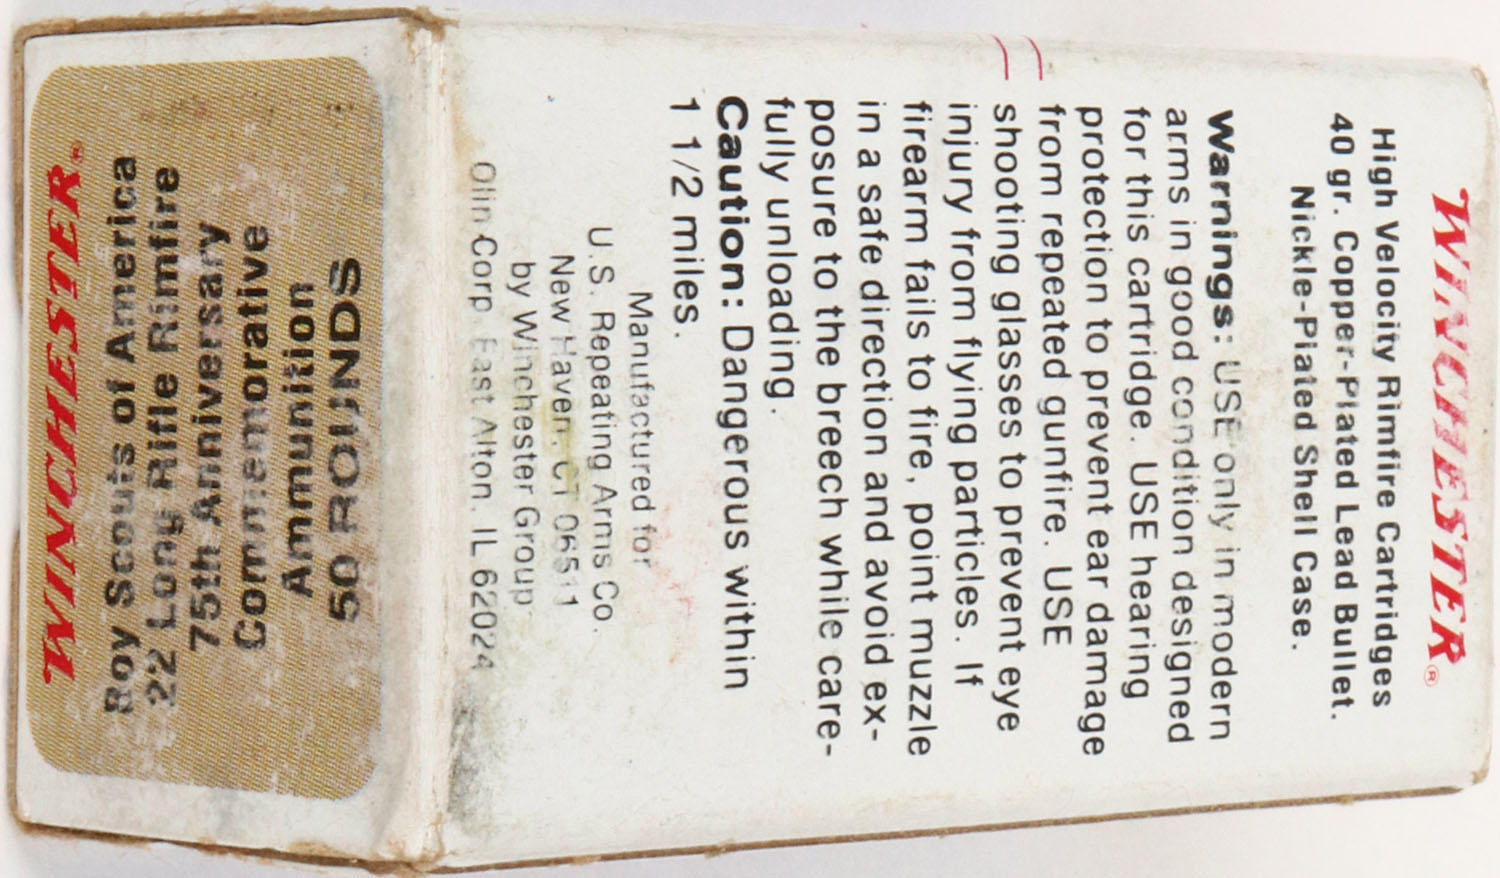 WINCHESTER®
High Velocity Rimfire Cartridges
40 gr. Copper-Plated Lead Bullet.
Nickle-Plated Shell Case.
Warnings: USE only in modern
arms in good condition designed
for this cartridge. USE hearing
protection to prevent ear damage
from repeated gunfire. USE
shooting glasses to prevent eye
injury from flying particles. If
firearm fails to fire, point muzzle
in a safe direction and avoid ex-
posure to the breech while care-
fully unloading.
Caution: Dangerous within
1 1/2 miles.
Manufactured for
U.S. Repeating Arms Co.
New Haven, CT 06511
by Winchester Group
Olin Corp. East Alton, IL 62024
WINCHESTER®
Boy Scouts of America
22 Long Rifle Rimfire
75th Anniversary
Commemorative
Ammunition
50 ROUNDS